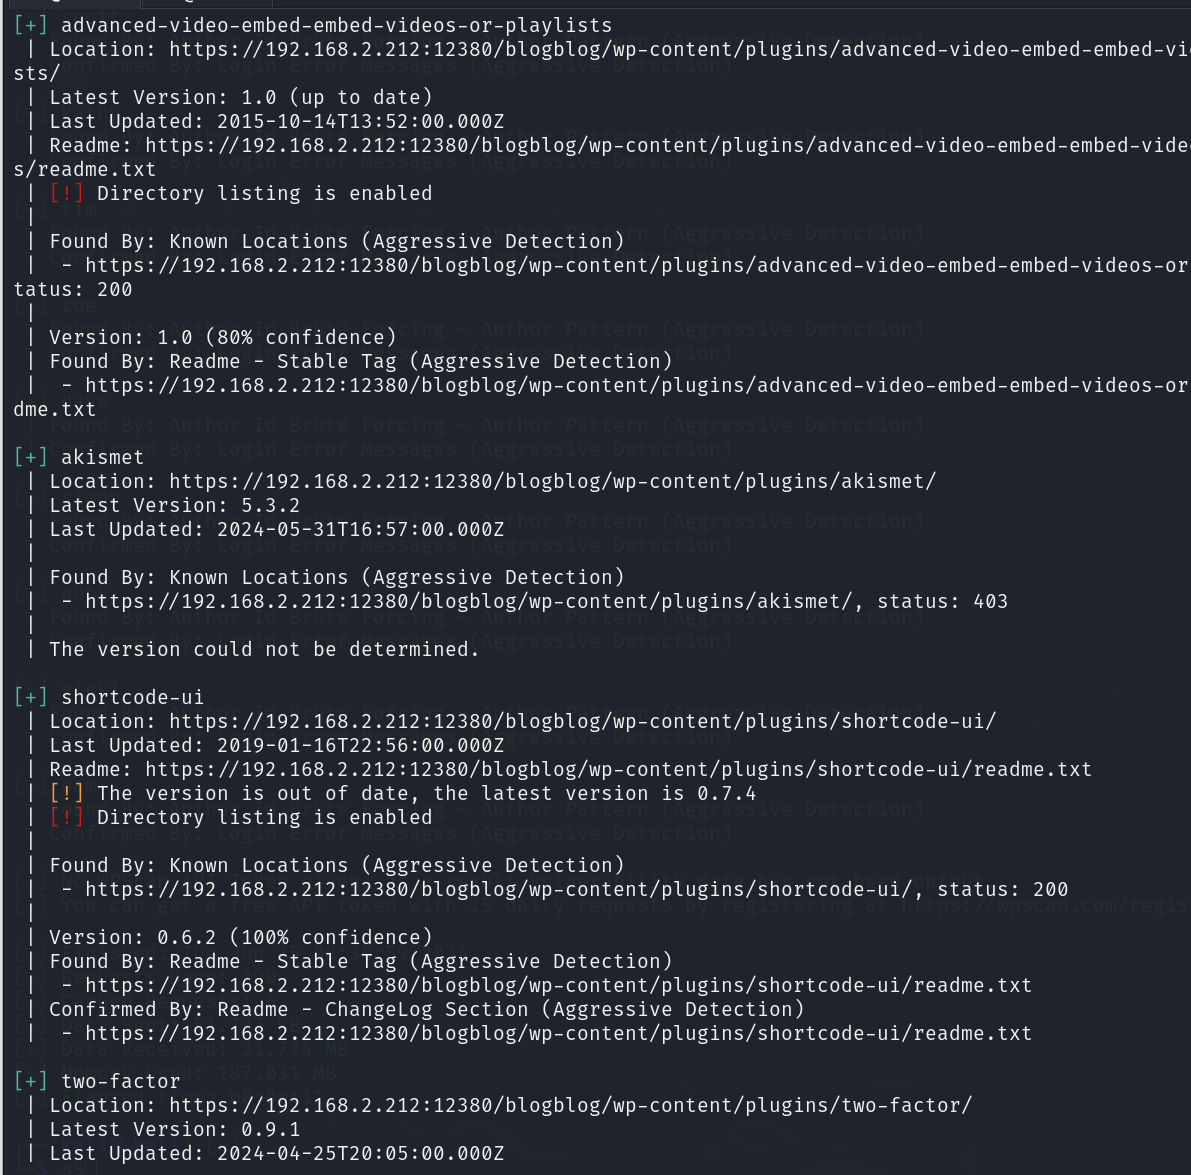 [+] advanced-video-embed-embed-videos-or-playlists
 | Location: https://192.168.2.212:12380/blogblog/wp-content/plugins/advanced-video-embed-embed-vi
sts/
 | Latest Version: 1.0 (up to date)
 | Last Updated: 2015-10-14T13:52:00.000Z
 | Readme: https://192.168.2.212:12380/blogblog/wp-content/plugins/advanced-video-embed-embed-vide
s/readme.txt
 | [!] Directory listing is enabled
 |
 | Found By: Known Locations (Aggressive Detection)
 |  - https://192.168.2.212:12380/blogblog/wp-content/plugins/advanced-video-embed-embed-videos-or
tatus: 200
 |
 | Version: 1.0 (80% confidence)
 | Found By: Readme - Stable Tag (Aggressive Detection)
 |  - https://192.168.2.212:12380/blogblog/wp-content/plugins/advanced-video-embed-embed-videos-or
dme.txt

[+] akismet
 | Location: https://192.168.2.212:12380/blogblog/wp-content/plugins/akismet/
 | Latest Version: 5.3.2
 | Last Updated: 2024-05-31T16:57:00.000Z
 |
 | Found By: Known Locations (Aggressive Detection)
 |  - https://192.168.2.212:12380/blogblog/wp-content/plugins/akismet/, status: 403
 |
 | The version could not be determined.

[+] shortcode-ui
 | Location: https://192.168.2.212:12380/blogblog/wp-content/plugins/shortcode-ui/
 | Last Updated: 2019-01-16T22:56:00.000Z
 | Readme: https://192.168.2.212:12380/blogblog/wp-content/plugins/shortcode-ui/readme.txt
 | [!] The version is out of date, the latest version is 0.7.4
 | [!] Directory listing is enabled
 |
 | Found By: Known Locations (Aggressive Detection)
 |  - https://192.168.2.212:12380/blogblog/wp-content/plugins/shortcode-ui/, status: 200
 |
 | Version: 0.6.2 (100% confidence)
 | Found By: Readme - Stable Tag (Aggressive Detection)
 |  - https://192.168.2.212:12380/blogblog/wp-content/plugins/shortcode-ui/readme.txt
 | Confirmed By: Readme - ChangeLog Section (Aggressive Detection)
 |  - https://192.168.2.212:12380/blogblog/wp-content/plugins/shortcode-ui/readme.txt

[+] two-factor
 | Location: https://192.168.2.212:12380/blogblog/wp-content/plugins/two-factor/
 | Latest Version: 0.9.1
 | Last Updated: 2024-04-25T20:05:00.000Z